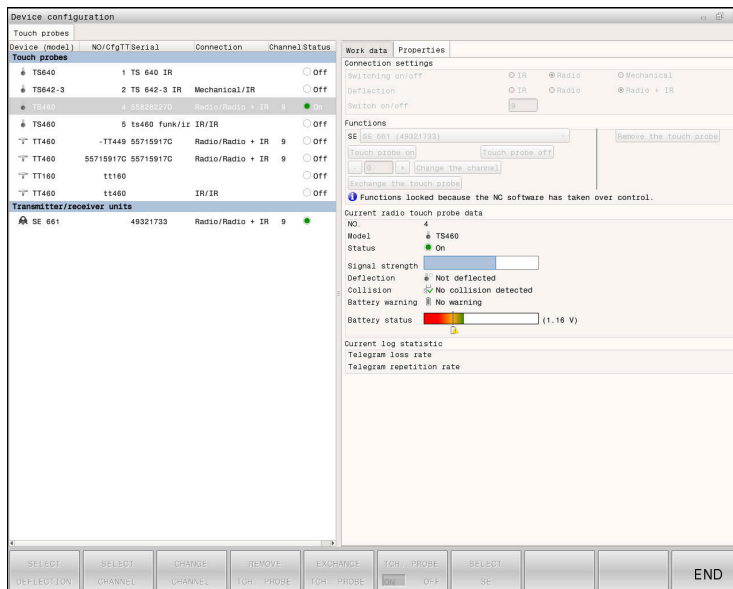 Device configuration
Touch probes
Device (model) NO/CfgTT Serial Connection Channel Status
Touch probes
TS640 1 TS 640 IR Off
TS642-3 2 TS 642-3 IR Mechanical/IR Off
TS460 4 55828227D Radio/Radio + IR 9 On
TS460 5 ts460 funk/ir IR/IR Off
TT460 -TT449 55715917C Radio/Radio + IR 9 Off
TT460 55715917C 55715917C Radio/Radio + IR 9 Off
TT160 tt160 Off
TT460 tt460 IR/IR Off
Transmitter/receiver units
SE 661 49321733 Radio/Radio + IR 9
Work data Properties
Connection settings
Switching on/off IR Radio Mechanical
Deflection IR Radio Radio + IR
Switch on/off
Functions
SE SE 661 (49321733) Remove the touch probe
Touch probe on Touch probe off
- 0 + Change the channel
Exchange the touch probe
Functions locked because the NC software has taken over control.
Current radio touch probe data
NO. 4
Model TS460
Status On
Signal strength
Deflection Not deflected
Collision No collision detected
Battery warning No warning
Battery status (1.16 V)
Current log statistic
Telegram loss rate
Telegram repetition rate
SELECT DEFLECTION
SELECT CHANNEL
CHANGE CHANNEL
REMOVE TCH. PROBE
EXCHANGE TCH. PROBE
TCH. PROBE ON OFF
SELECT SE
END